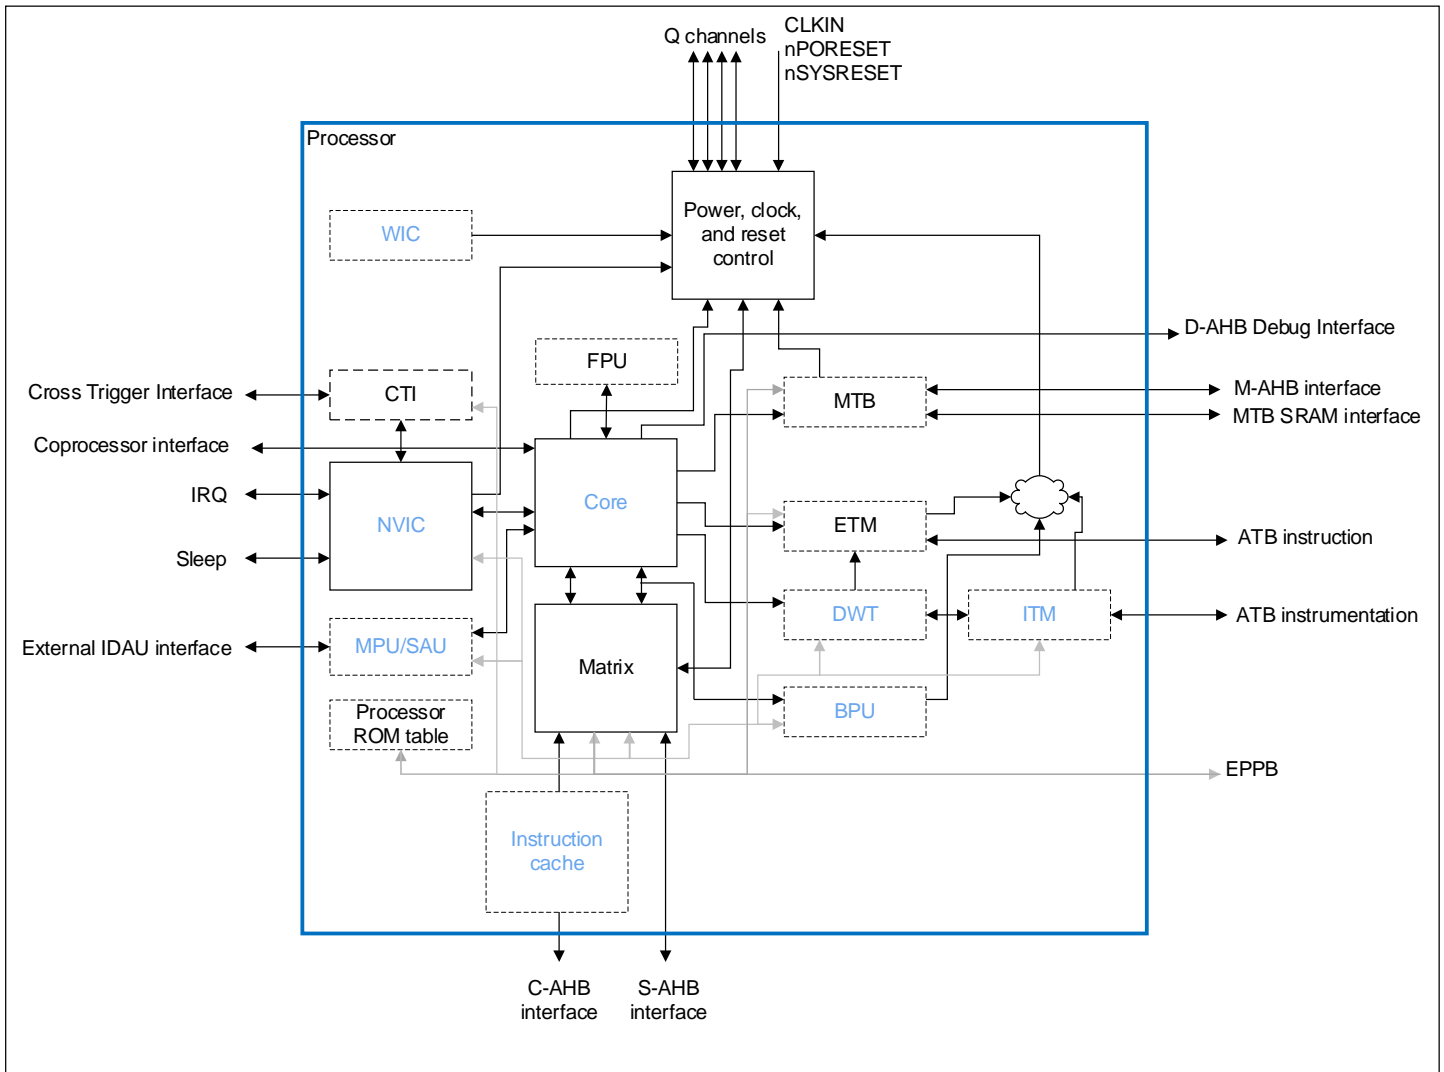 Q channels
CLKIN
nPORESET
nSYSRESET
Processor
Power, clock,
and reset
control
WIC
D-AHB Debug Interface
FPU
Cross Trigger Interface
CTI
MTB
M-AHB interface
MTB SRAM interface
Coprocessor interface
IRQ
Core
NVIC
ETM
ATB instruction
Sleep
DWT
ITM
ATB instrumentation
External IDAU interface
MPU/SAU
Matrix
Processor
ROM table
BPU
EPPB
Instruction
cache
C-AHB
interface
S-AHB
interface